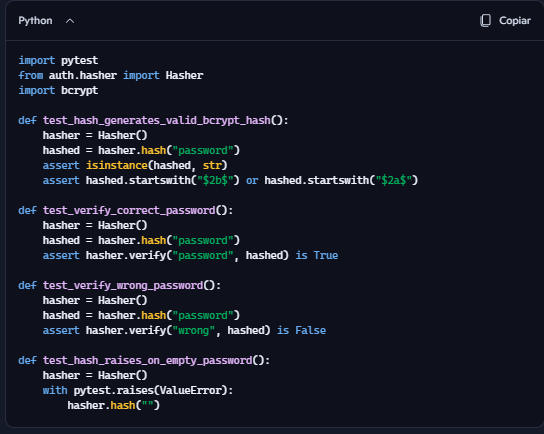 Python
Copiar
import pytest
from auth.hasher import Hasher
import bcrypt

def test_hash_generates_valid_bcrypt_hash():
    hasher = Hasher()
    hashed = hasher.hash("password")
    assert isinstance(hashed, str)
    assert hashed.startswith("$2b$") or hashed.startswith("$2a$")

def test_verify_correct_password():
    hasher = Hasher()
    hashed = hasher.hash("password")
    assert hasher.verify("password", hashed) is True

def test_verify_wrong_password():
    hasher = Hasher()
    hashed = hasher.hash("password")
    assert hasher.verify("wrong", hashed) is False

def test_hash_raises_on_empty_password():
    hasher = Hasher()
    with pytest.raises(ValueError):
        hasher.hash("")